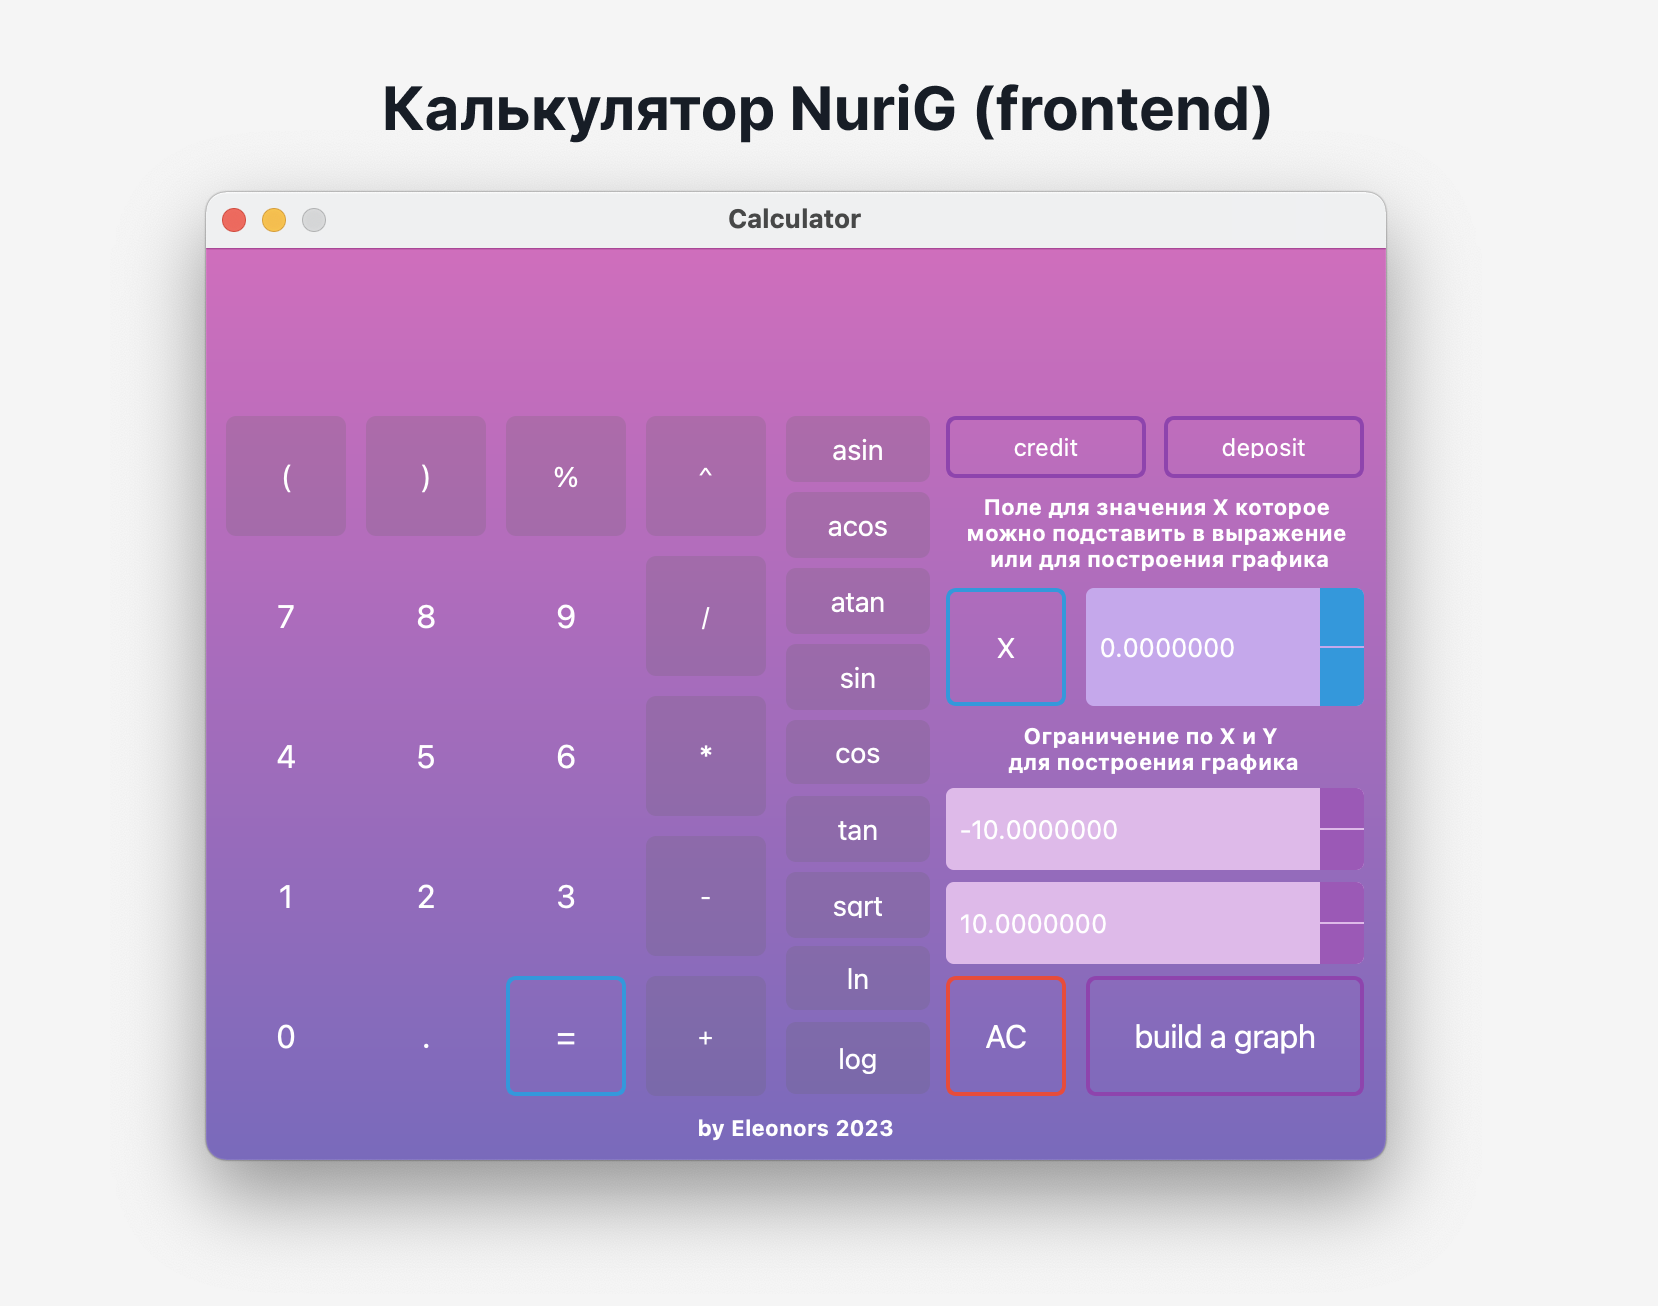 Калькулятор NuriG (frontend)
Calculator
( ) % ^
7 8 9 /
4 5 6 *
1 2 3 -
0 . = +
asin
acos
atan
sin
cos
tan
sqrt
ln
log
credit deposit
Поле для значения X которое
можно подставить в выражение
или для построения графика
X 0.0000000
Ограничение по X и Y
для построения графика
-10.0000000
10.0000000
AC build a graph
by Eleonors 2023